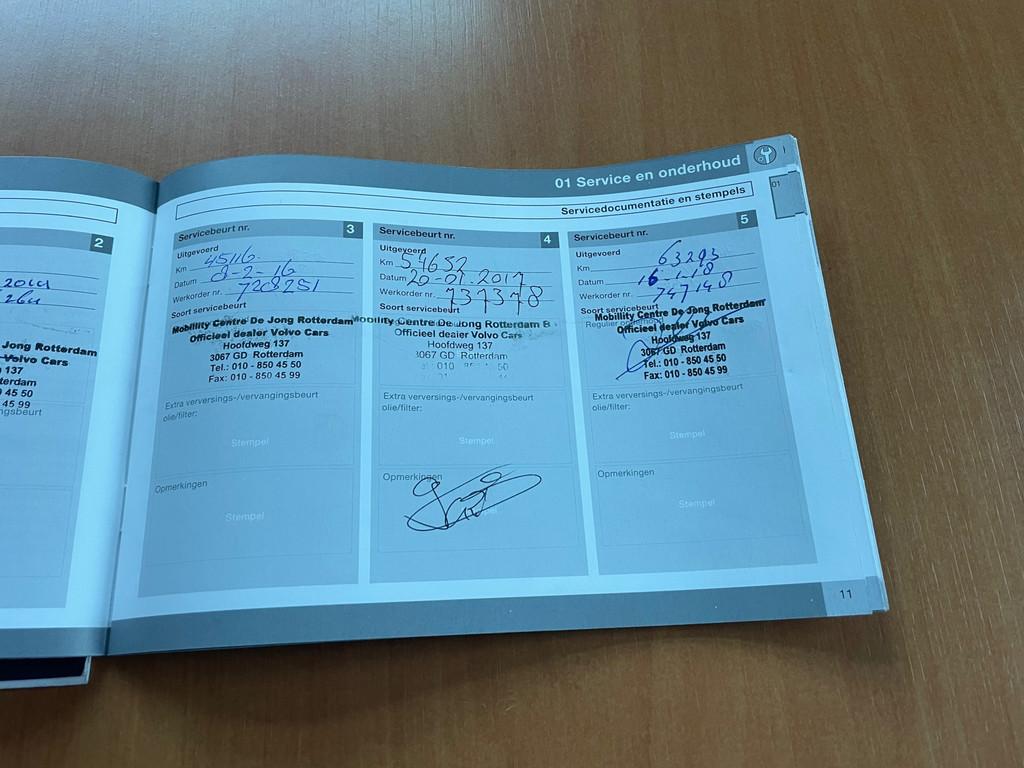 01 Service en onderhoud
01
Servicedocumentatie en stempels
2
2014
Jong Rotterdam
Volvo Cars
137
terdam
45 50
45 99
ngsbeurt
Servicebeurt nr. 3
Uitgevoerd
Km 45116
Datum 8-2-16
Werkorder nr. 728251
Soort servicebeurt
Mobility Centre De Jong Rotterdam
Officieel dealer Volvo Cars
Hoofdweg 137
3067 GD Rotterdam
Tel.: 010 - 850 45 50
Fax: 010 - 850 45 99
Extra verversings-/vervangingsbeurt
olie/filter:
Stempel
Opmerkingen
Stempel
Servicebeurt nr. 4
Uitgevoerd
Km 54652
Datum 20-01-2017
Werkorder nr. 737378
Soort servicebeurt
Mobility Centre De Jong Rotterdam B
Officieel dealer Volvo Cars
Hoofdweg 137
3067 GD Rotterdam
50
Extra verversings-/vervangingsbeurt
olie/filter:
Stempel
Opmerkingen
Servicebeurt nr. 5
Uitgevoerd
Km 63293
Datum 16-1-18
Werkorder nr. 747148
Soort servicebeurt
Mobility Centre De Jong Rotterdam
Regulier onderhoud
Officieel dealer Volvo Cars
Hoofdweg 137
3067 GD Rotterdam
Tel.: 010 - 850 45 50
Fax: 010 - 850 45 99
Extra verversings-/vervangingsbeurt
olie/filter:
Stempel
Opmerkingen
Stempel
11